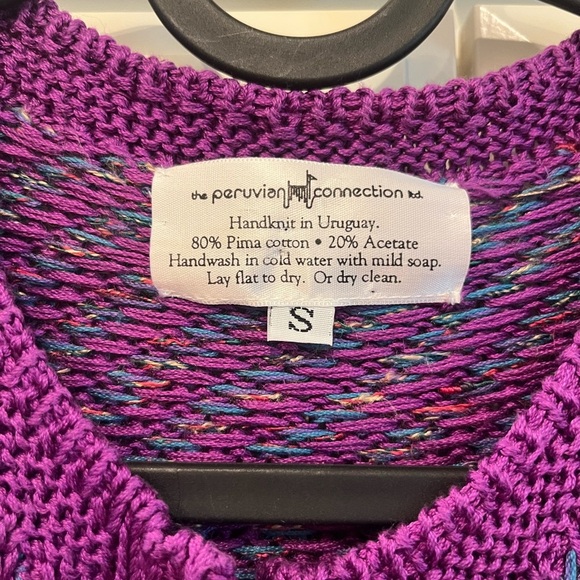 the peruvian connection ltd.
Handknit in Uruguay.
80% Pima cotton • 20% Acetate
Handwash in cold water with mild soap.
Lay flat to dry. Or dry clean.
S